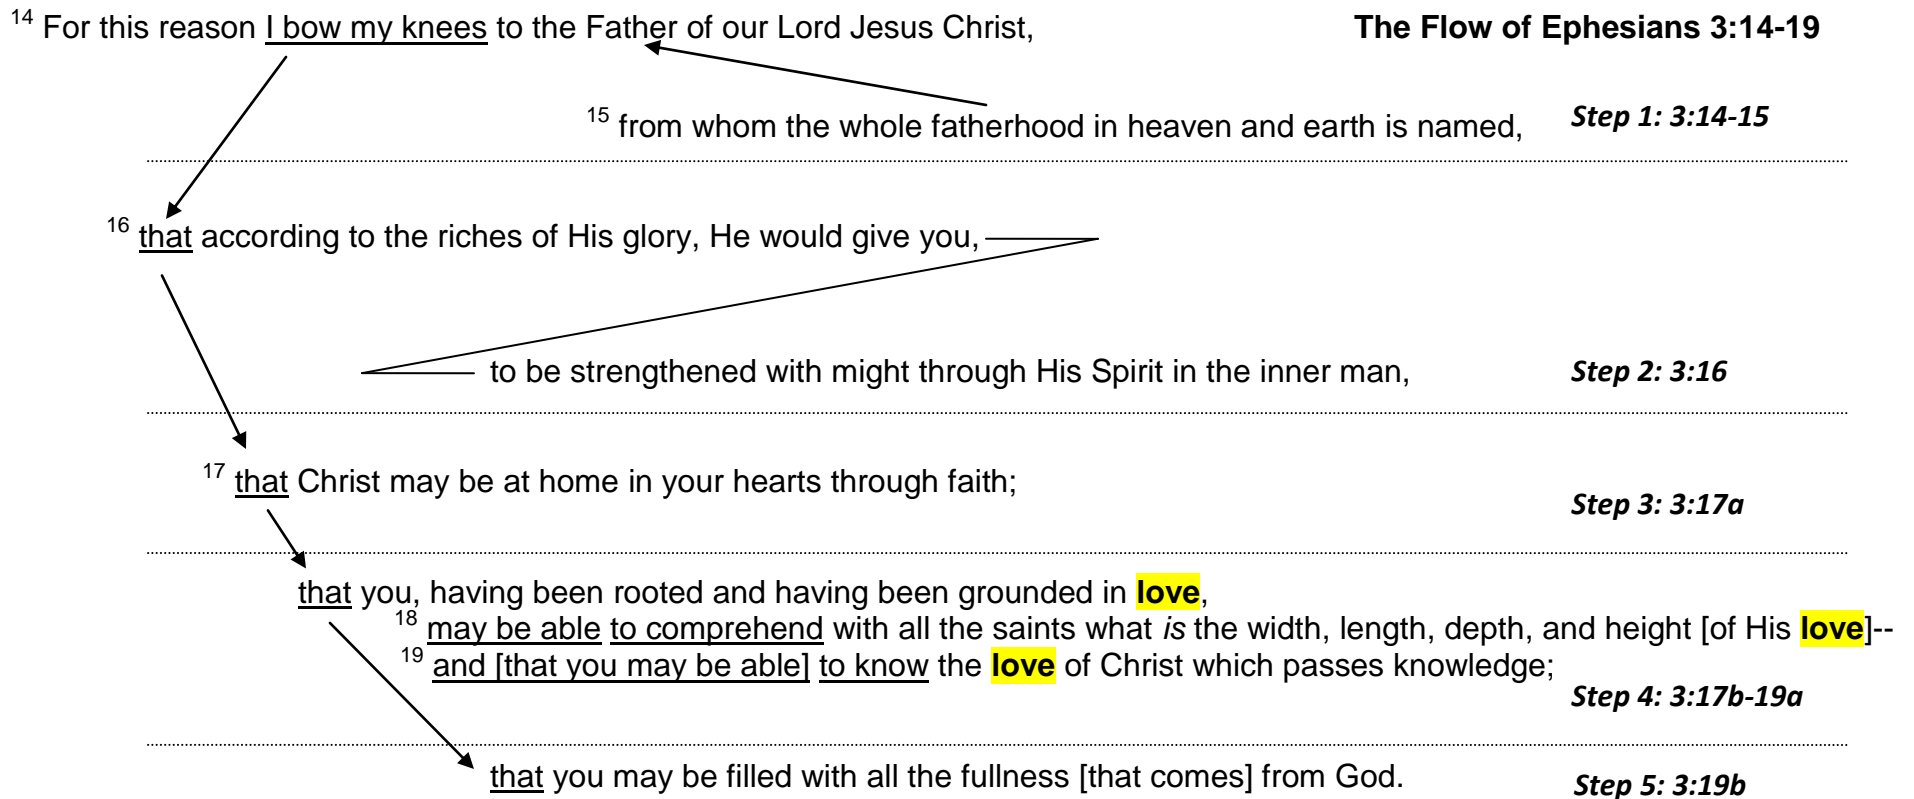 14 For this reason I bow my knees to the Father of our Lord Jesus Christ,
The Flow of Ephesians 3:14-19
15 from whom the whole fatherhood in heaven and earth is named,
Step 1: 3:14-15
16 that according to the riches of His glory, He would give you,
to be strengthened with might through His Spirit in the inner man,
Step 2: 3:16
17 that Christ may be at home in your hearts through faith;
Step 3: 3:17a
that you, having been rooted and having been grounded in love,
18 may be able to comprehend with all the saints what is the width, length, depth, and height [of His love]--
19 and [that you may be able] to know the love of Christ which passes knowledge;
Step 4: 3:17b-19a
that you may be filled with all the fullness [that comes] from God.
Step 5: 3:19b